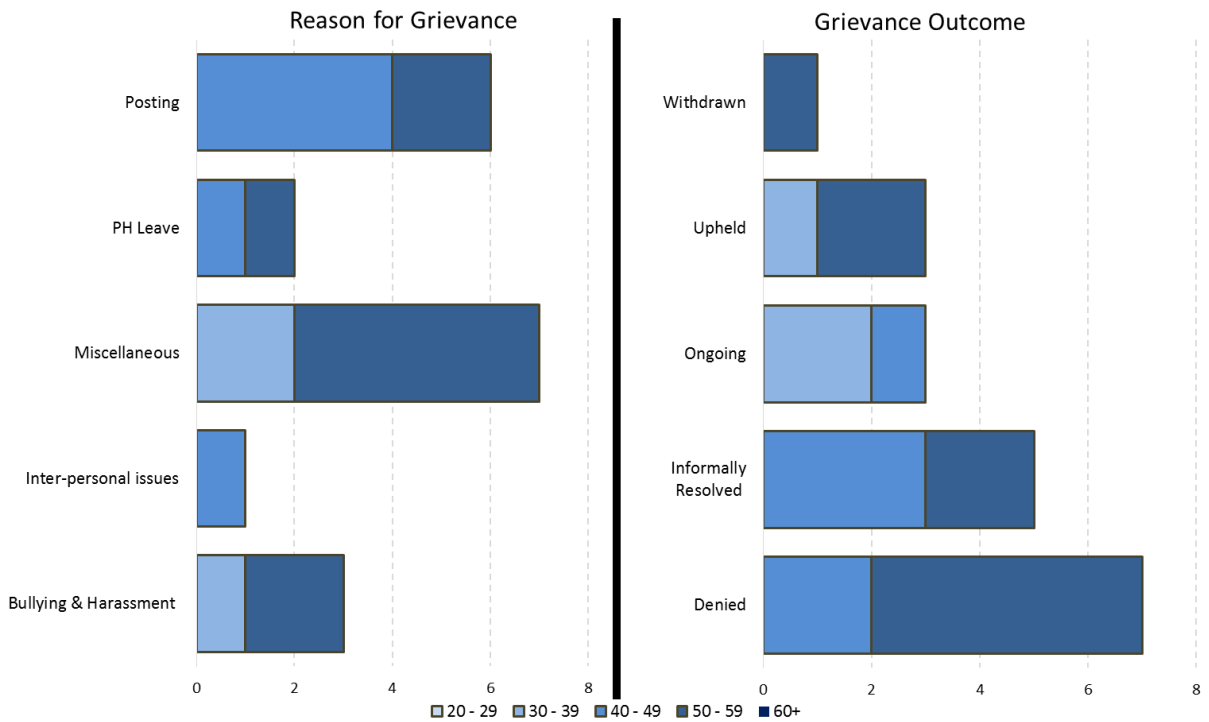 Reason for Grievance
Posting
PH Leave
Miscellaneous
Inter-personal issues
Bullying & Harassment
0 2 4 6 8
Grievance Outcome
Withdrawn
Upheld
Ongoing
Informally
Resolved
Denied
0 2 4 6 8
20 - 29 30 - 39 40 - 49 50 - 59 60+